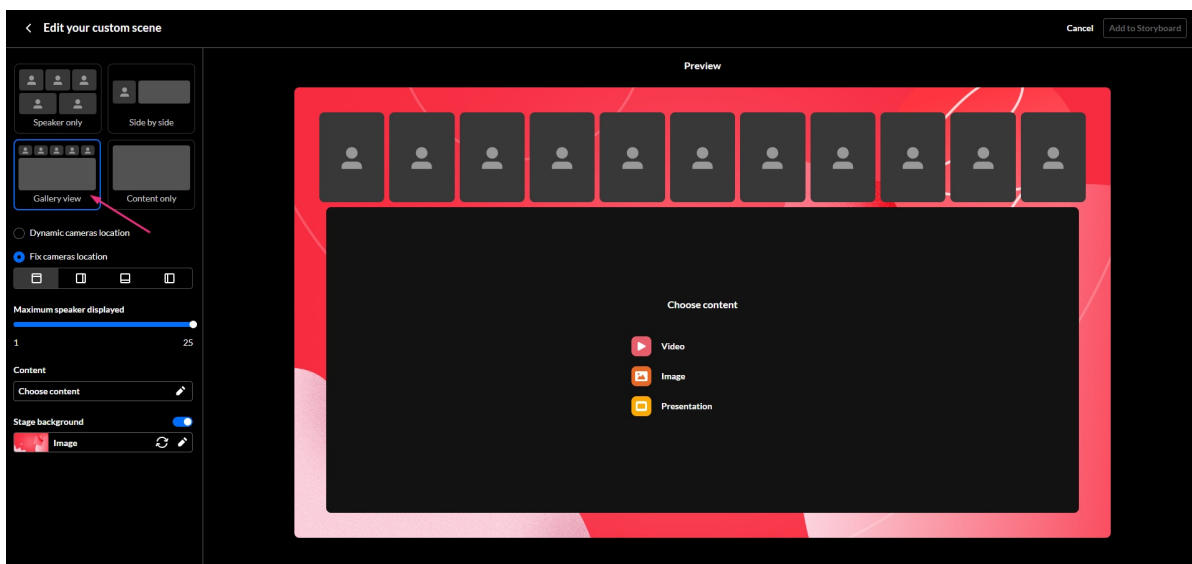 Edit your custom scene
Cancel
Add to Storyboard
Speaker only
Side by side
Gallery view
Content only
Dynamic cameras location
Fix cameras location
Maximum speaker displayed
1
25
Content
Choose content
Stage background
Image
Preview
Choose content
Video
Image
Presentation